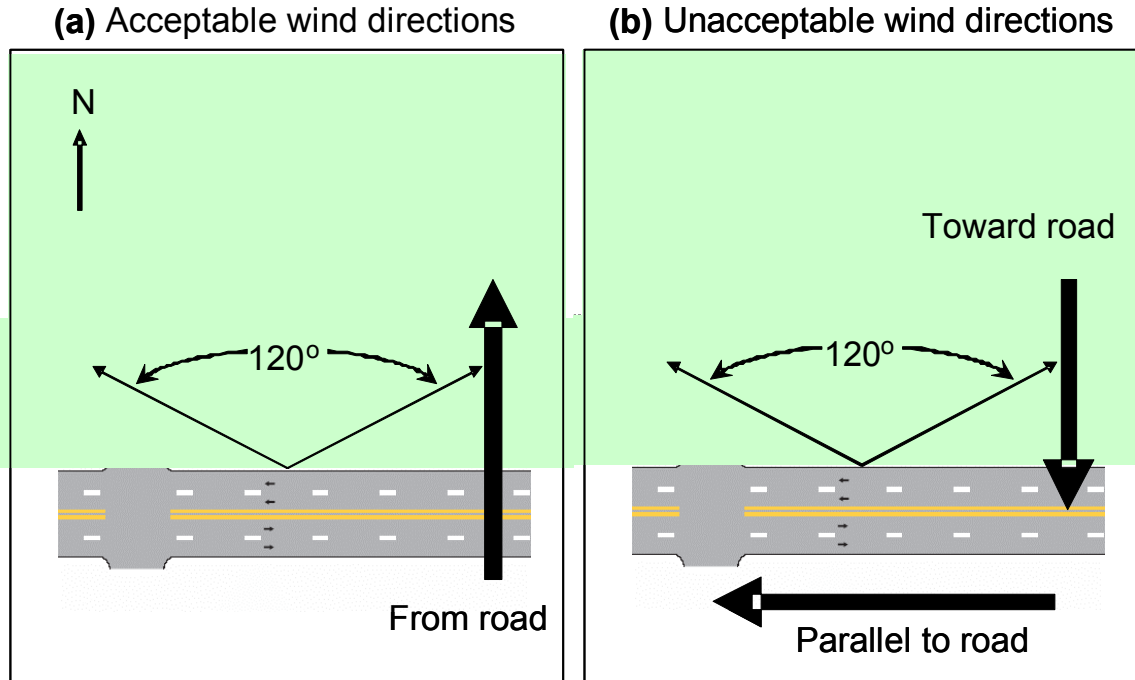 (a) Acceptable wind directions
N
120º
From road
(b) Unacceptable wind directions
Toward road
120º
Parallel to road